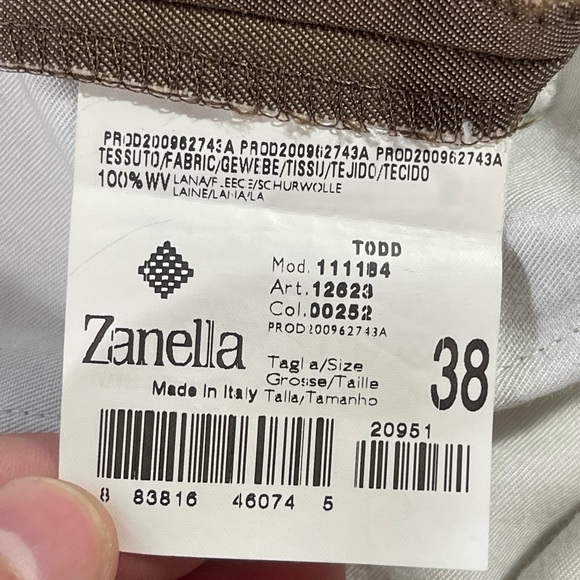 PROD200962743A PROD200962743A PROD200962743A
TESSUTO/FABRIC/GEWEBE/TISSU/TEJIDO/TECIDO
100%WV LANA/FLEECE/SCHURWOLLE
LAINE/LANA/LA
TODD
Mod. 111184
Art. 12623
Col. 00252
PROD200962743A
Zanella
Made In Italy
Taglia/Size
Grosse/Taille
Talla/Tamanho
38
20951
8 83816 46074 5